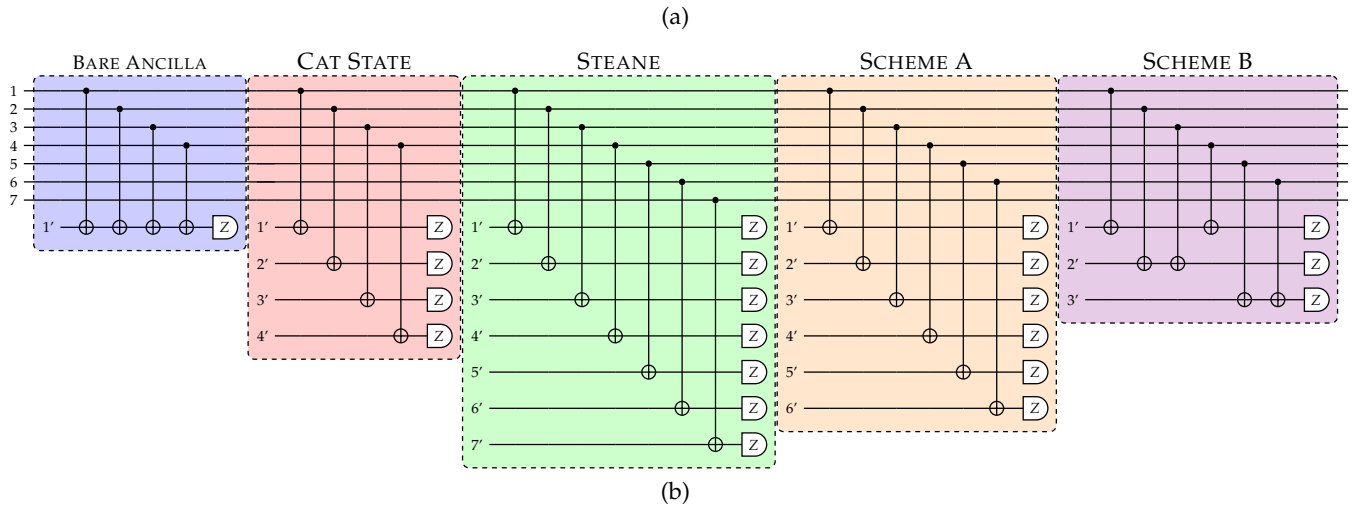 (a)
BARE ANCILLA CAT STATE STEANE SCHEME A SCHEME B
1
2
3
4
5
6
7
1′ Z 1′ Z 1′ Z 1′ Z 1′ Z
2′ Z 2′ Z 2′ Z 2′ Z
3′ Z 3′ Z 3′ Z 3′ Z
4′ Z 4′ Z 4′ Z
5′ Z 5′ Z
6′ Z 6′ Z
7′ Z
(b)